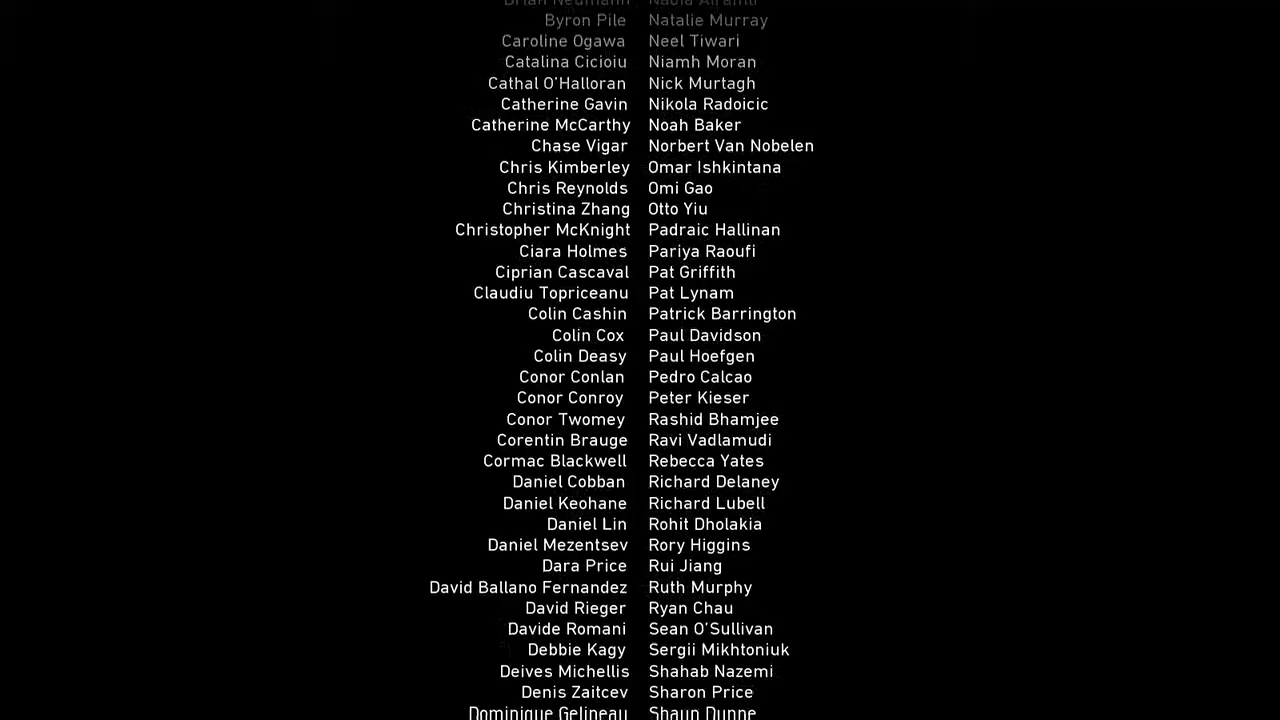 Brian Neumann Nabla Alramli
Byron Pile Natalie Murray
Caroline Ogawa Neel Tiwari
Catalina Cicioiu Niamh Moran
Cathal O'Halloran Nick Murtagh
Catherine Gavin Nikola Radoicic
Catherine McCarthy Noah Baker
Chase Vigar Norbert Van Nobelen
Chris Kimberley Omar Ishkintana
Chris Reynolds Omi Gao
Christina Zhang Otto Yiu
Christopher McKnight Padraic Hallinan
Ciara Holmes Pariya Raoufi
Ciprian Cascaval Pat Griffith
Claudiu Topriceanu Pat Lynam
Colin Cashin Patrick Barrington
Colin Cox Paul Davidson
Colin Deasy Paul Hoefgen
Conor Conlan Pedro Calcao
Conor Conroy Peter Kieser
Conor Twomey Rashid Bhamjee
Corentin Brauge Ravi Vadlamudi
Cormac Blackwell Rebecca Yates
Daniel Cobban Richard Delaney
Daniel Keohane Richard Lubell
Daniel Lin Rohit Dholakia
Daniel Mezentsev Rory Higgins
Dara Price Rui Jiang
David Ballano Fernandez Ruth Murphy
David Rieger Ryan Chau
Davide Romani Sean O'Sullivan
Debbie Kagy Sergii Mikhtoniuk
Deives Michellis Shahab Nazemi
Denis Zaitcev Sharon Price
Dominique Gelineau Shaun Dunne